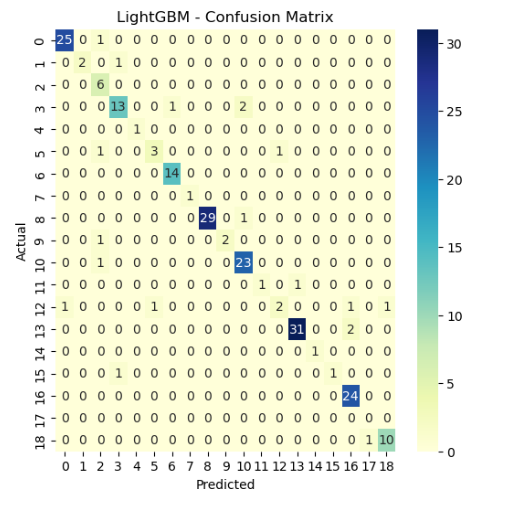 LightGBM - Confusion Matrix
0 25 0 1 0 0 0 0 0 0 0 0 0 0 0 0 0 0 0 0
1 0 2 0 1 0 0 0 0 0 0 0 0 0 0 0 0 0 0 0
2 0 0 6 0 0 0 0 0 0 0 0 0 0 0 0 0 0 0 0
3 0 0 0 13 0 0 1 0 0 0 2 0 0 0 0 0 0 0 0
4 0 0 0 0 1 0 0 0 0 0 0 0 0 0 0 0 0 0 0
5 0 0 1 0 0 3 0 0 0 0 0 0 1 0 0 0 0 0 0
6 0 0 0 0 0 0 14 0 0 0 0 0 0 0 0 0 0 0 0
7 0 0 0 0 0 0 0 1 0 0 0 0 0 0 0 0 0 0 0
8 0 0 0 0 0 0 0 0 29 0 1 0 0 0 0 0 0 0 0
9 0 0 1 0 0 0 0 0 0 2 0 0 0 0 0 0 0 0 0
10 0 0 1 0 0 0 0 0 0 0 23 0 0 0 0 0 0 0 0
11 0 0 0 0 0 0 0 0 0 0 0 1 0 1 0 0 0 0 0
12 1 0 0 0 0 1 0 0 0 0 0 0 2 0 0 0 1 0 1
13 0 0 0 0 0 0 0 0 0 0 0 0 0 31 0 0 2 0 0
14 0 0 0 0 0 0 0 0 0 0 0 0 0 0 1 0 0 0 0
15 0 0 0 1 0 0 0 0 0 0 0 0 0 0 0 1 0 0 0
16 0 0 0 0 0 0 0 0 0 0 0 0 0 0 0 0 24 0 0
17 0 0 0 0 0 0 0 0 0 0 0 0 0 0 0 0 0 0 0
18 0 0 0 0 0 0 0 0 0 0 0 0 0 0 0 0 0 1 10
0 1 2 3 4 5 6 7 8 9 10 11 12 13 14 15 16 17 18
Predicted
Actual
30
25
20
15
10
5
0